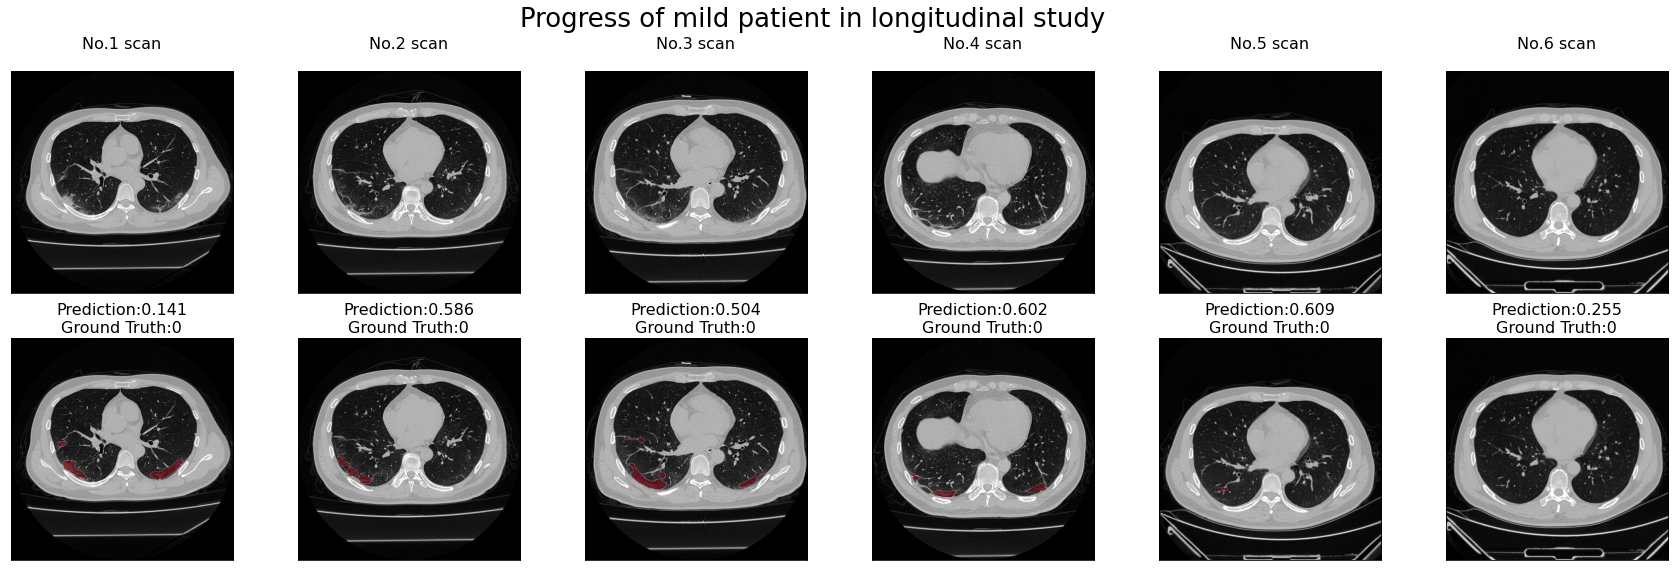 Progress of mild patient in longitudinal study
No.1 scan
No.2 scan
No.3 scan
No.4 scan
No.5 scan
No.6 scan
Prediction:0.141
Ground Truth:0
Prediction:0.586
Ground Truth:0
Prediction:0.504
Ground Truth:0
Prediction:0.602
Ground Truth:0
Prediction:0.609
Ground Truth:0
Prediction:0.255
Ground Truth:0